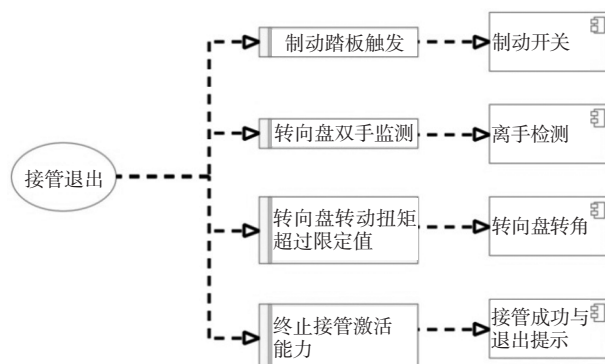 制动踏板触发
制动开关
转向盘双手监测
离手检测
接管退出
转向盘转动扭矩
超过限定值
转向盘转角
终止接管激活
能力
接管成功与
退出提示